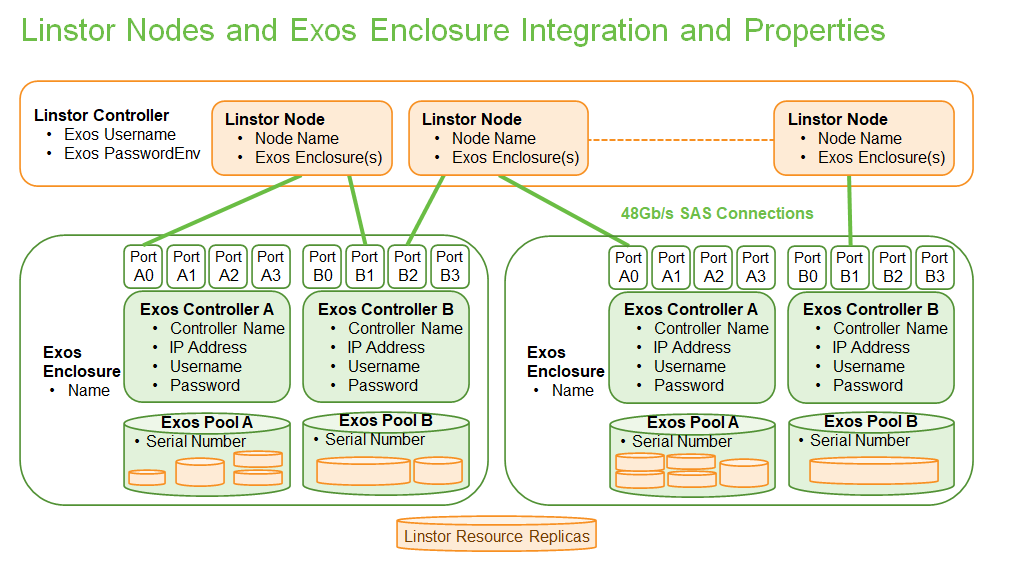 Linstor Nodes and Exos Enclosure Integration and Properties
Linstor Controller
• Exos Username
• Exos PasswordEnv
Linstor Node
• Node Name
• Exos Enclosure(s)
Linstor Node
• Node Name
• Exos Enclosure(s)
Linstor Node
• Node Name
• Exos Enclosure(s)
48Gb/s SAS Connections
Exos
Enclosure
• Name
Port
A0
Port
A1
Port
A2
Port
A3
Port
B0
Port
B1
Port
B2
Port
B3
Exos Controller A
• Controller Name
• IP Address
• Username
• Password
Exos Controller B
• Controller Name
• IP Address
• Username
• Password
Exos Pool A
• Serial Number
Exos Pool B
• Serial Number
Exos
Enclosure
• Name
Port
A0
Port
A1
Port
A2
Port
A3
Port
B0
Port
B1
Port
B2
Port
B3
Exos Controller A
• Controller Name
• IP Address
• Username
• Password
Exos Controller B
• Controller Name
• IP Address
• Username
• Password
Exos Pool A
• Serial Number
Exos Pool B
• Serial Number
Linstor Resource Replicas